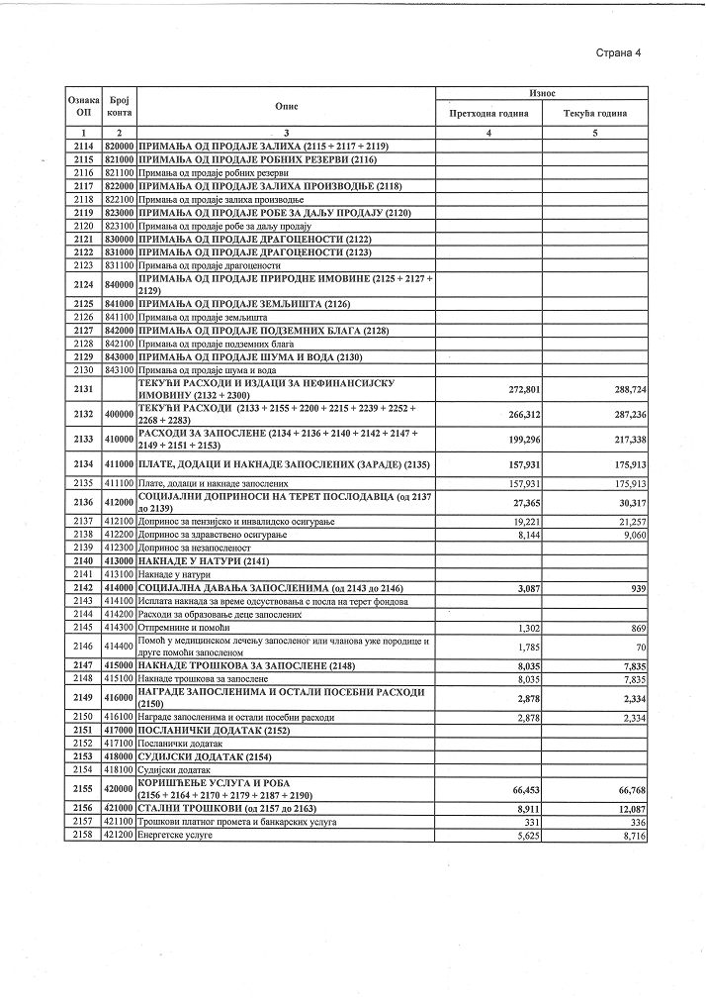 Страна 4
Ознака ОП | Број конта | Опис | Износ
Претходна година | Текућа година
1 | 2 | 3 | 4 | 5
2114 | 820000 | ПРИМАЊА ОД ПРОДАЈЕ ЗАЛИХА (2115 + 2117 + 2119)
2115 | 821000 | ПРИМАЊА ОД ПРОДАЈЕ РОБНИХ РЕЗЕРВИ (2116)
2116 | 821100 | Примања од продаје робних резерви
2117 | 822000 | ПРИМАЊА ОД ПРОДАЈЕ ЗАЛИХА ПРОИЗВОДЊЕ (2118)
2118 | 822100 | Примања од продаје залиха производње
2119 | 823000 | ПРИМАЊА ОД ПРОДАЈЕ РОБЕ ЗА ДАЉУ ПРОДАЈУ (2120)
2120 | 823100 | Примања од продаје робе за даљу продају
2121 | 830000 | ПРИМАЊА ОД ПРОДАЈЕ ДРАГОЦЕНОСТИ (2122)
2122 | 831000 | ПРИМАЊА ОД ПРОДАЈЕ ДРАГОЦЕНОСТИ (2123)
2123 | 831100 | Примања од продаје драгоцености
2124 | 840000 | ПРИМАЊА ОД ПРОДАЈЕ ПРИРОДНЕ ИМОВИНЕ (2125 + 2127 +
2129)
2125 | 841000 | ПРИМАЊА ОД ПРОДАЈЕ ЗЕМЉИШТА (2126)
2126 | 841100 | Примања од продаје земљишта
2127 | 842000 | ПРИМАЊА ОД ПРОДАЈЕ ПОДЗЕМНИХ БЛАГА (2128)
2128 | 842100 | Примања од продаје подземних блага
2129 | 843000 | ПРИМАЊА ОД ПРОДАЈЕ ШУМА И ВОДА (2130)
2130 | 843100 | Примања од продаје шума и вода
2131 | ТЕКУЋИ РАСХОДИ И ИЗДАЦИ ЗА НЕФИНАНСИЈСКУ
ИМОВИНУ (2132 + 2300) | 272,801 | 288,724
2132 | 400000 | ТЕКУЋИ РАСХОДИ (2133 + 2155 + 2200 + 2215 + 2239 + 2252 +
2268 + 2283) | 266,312 | 287,236
2133 | 410000 | РАСХОДИ ЗА ЗАПОСЛЕНЕ (2134 + 2136 + 2140 + 2142 + 2147 +
2149 + 2151 + 2153) | 199,296 | 217,338
2134 | 411000 | ПЛАТЕ, ДОДАЦИ И НАКНАДЕ ЗАПОСЛЕНИХ (ЗАРАДЕ) (2135) | 157,931 | 175,913
2135 | 411100 | Плате, додаци и накнаде запослених | 157,931 | 175,913
2136 | 412000 | СОЦИЈАЛНИ ДОПРИНОСИ НА ТЕРЕТ ПОСЛОДАВЦА (од 2137
до 2139) | 27,365 | 30,317
2137 | 412100 | Допринос за пензијско и инвалидско осигурање | 19,221 | 21,257
2138 | 412200 | Допринос за здравствено осигурање | 8,144 | 9,060
2139 | 412300 | Допринос за незапосленост
2140 | 413000 | НАКНАДЕ У НАТУРИ (2141)
2141 | 413100 | Накнаде у натури
2142 | 414000 | СОЦИЈАЛНА ДАВАЊА ЗАПОСЛЕНИМА (од 2143 до 2146) | 3,087 | 939
2143 | 414100 | Исплата накнада за време одсуствовања с посла на терет фондова
2144 | 414200 | Расходи за образовање деце запослених
2145 | 414300 | Отпремнине и помоћи | 1,302 | 869
2146 | 414400 | Помоћ у медицинском лечењу запосленог или чланова уже породице и
друге помоћи запосленом | 1,785 | 70
2147 | 415000 | НАКНАДЕ ТРОШКОВА ЗА ЗАПОСЛЕНЕ (2148) | 8,035 | 7,835
2148 | 415100 | Накнаде трошкова за запослене | 8,035 | 7,835
2149 | 416000 | НАГРАДЕ ЗАПОСЛЕНИМА И ОСТАЛИ ПОСЕБНИ РАСХОДИ
(2150) | 2,878 | 2,334
2150 | 416100 | Награде запосленима и остали посебни расходи | 2,878 | 2,334
2151 | 417000 | ПОСЛАНИЧКИ ДОДАТАК (2152)
2152 | 417100 | Посланички додатак
2153 | 418000 | СУДИЈСКИ ДОДАТАК (2154)
2154 | 418100 | Судијски додатак
2155 | 420000 | КОРИШЋЕЊЕ УСЛУГА И РОБА
(2156 + 2164 + 2170 + 2179 + 2187 + 2190) | 66,453 | 66,768
2156 | 421000 | СТАЛНИ ТРОШКОВИ (од 2157 до 2163) | 8,911 | 12,087
2157 | 421100 | Трошкови платног промета и банкарских услуга | 331 | 336
2158 | 421200 | Енергетске услуге | 5,625 | 8,716